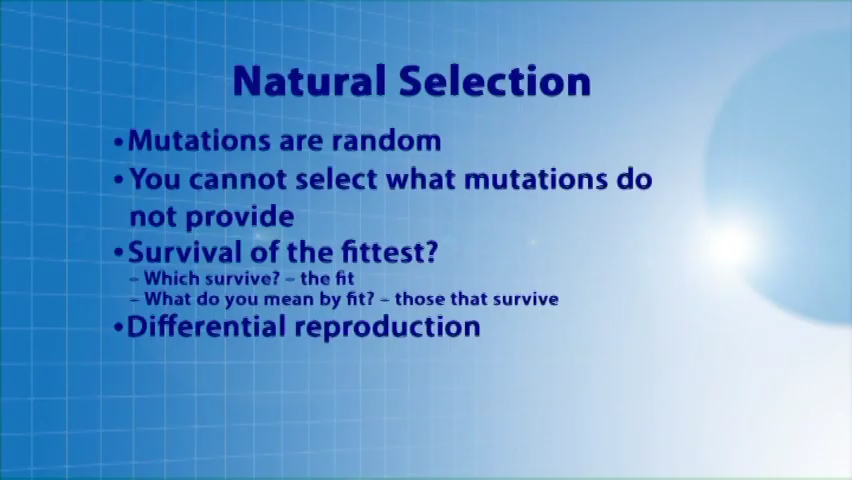 Natural Selection
•Mutations are random
•You cannot select what mutations do
not provide
•Survival of the fittest?
– Which survive? – the fit
– What do you mean by fit? – those that survive
•Differential reproduction